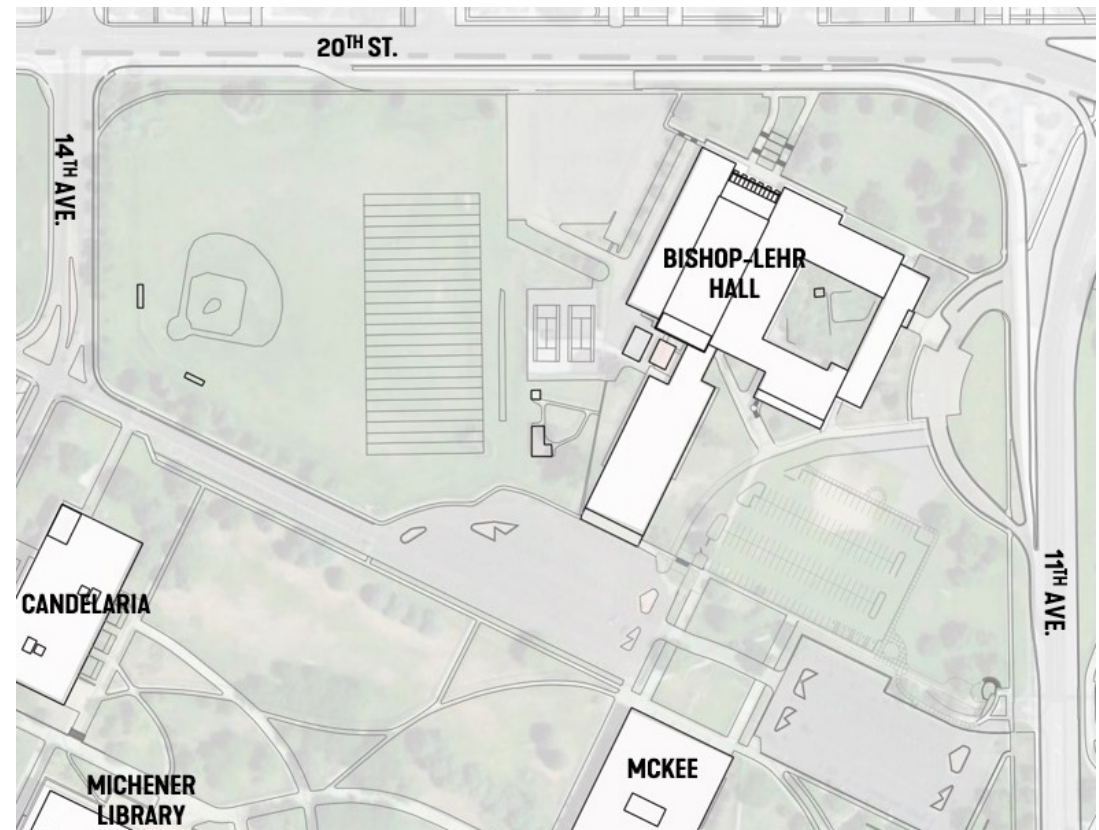 20TH ST.
14TH AVE.
BISHOP-LEHR
HALL
11TH AVE.
CANDELARIA
MCKEE
MICHENER
LIBRARY